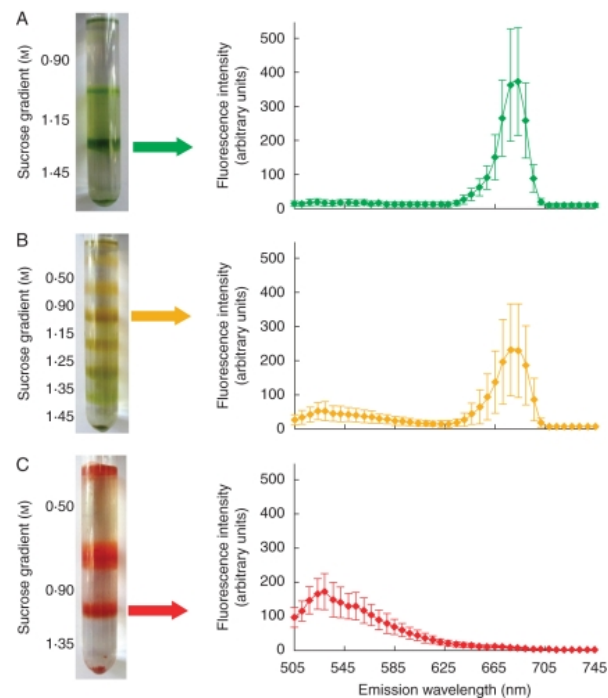 A
Sucrose gradient (M)
0·90
1·15
1·45
Fluorescence intensity
(arbitrary units)
500
400
300
200
100
0
B
Sucrose gradient (M)
0·50
0·90
1·15
1·25
1·35
1·45
Fluorescence intensity
(arbitrary units)
500
400
300
200
100
0
C
Sucrose gradient (M)
0·50
0·90
1·35
Fluorescence intensity
(arbitrary units)
500
400
300
200
100
0
505 545 585 625 665 705 745
Emission wavelength (nm)